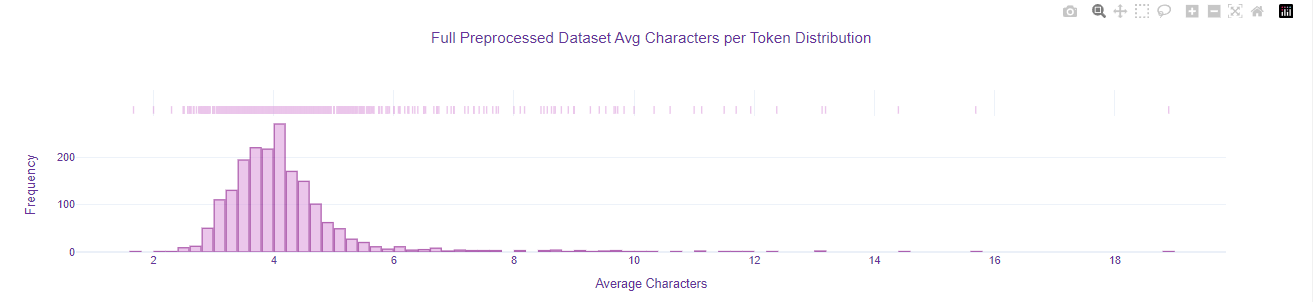 Full Preprocessed Dataset Avg Characters per Token Distribution
Frequency
200
100
0
2 4 6 8 10 12 14 16 18
Average Characters